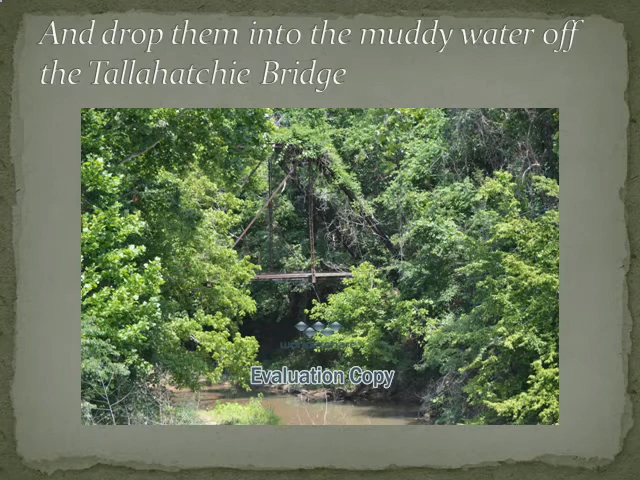 And drop them into the muddy water off
the Tallahatchie Bridge
Evaluation Copy